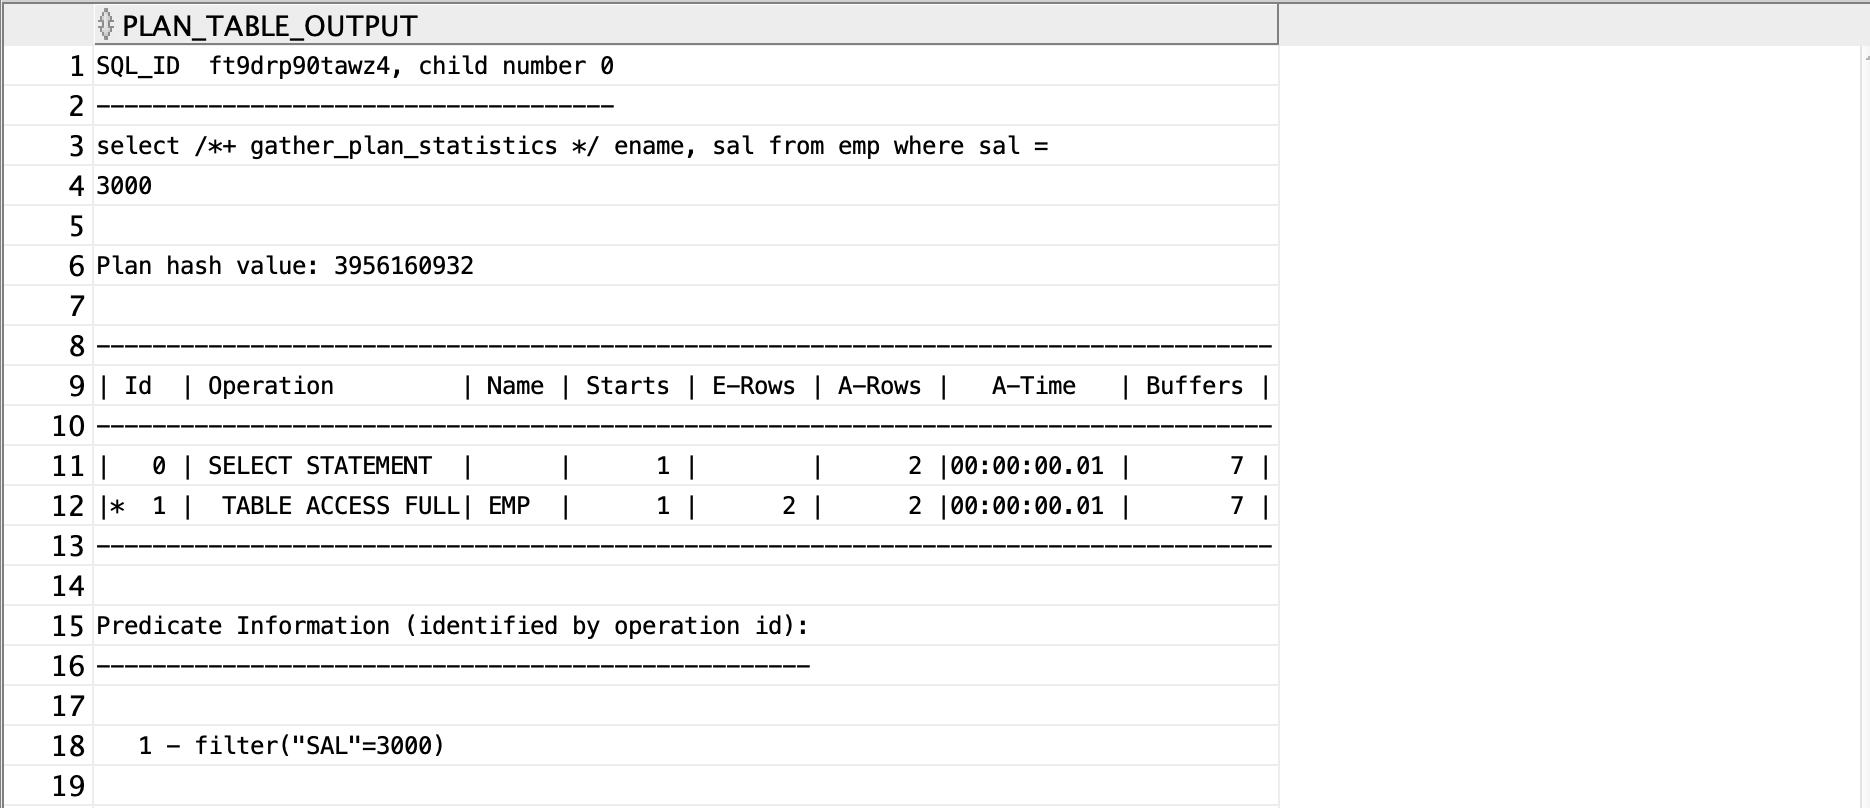 PLAN_TABLE_OUTPUT
1 SQL_ID  ft9drp90tawz4, child number 0
2 -------------------------------------
3 select /*+ gather_plan_statistics */ ename, sal from emp where sal =
4 3000
5
6 Plan hash value: 3956160932
7
8 ------------------------------------------------------------------------------------
9 | Id  | Operation         | Name | Starts | E-Rows | A-Rows |   A-Time   | Buffers |
10 ------------------------------------------------------------------------------------
11 |   0 | SELECT STATEMENT  |      |      1 |        |      2 |00:00:00.01 |       7 |
12 |*  1 |  TABLE ACCESS FULL| EMP  |      1 |      2 |      2 |00:00:00.01 |       7 |
13 ------------------------------------------------------------------------------------
14
15 Predicate Information (identified by operation id):
16 ---------------------------------------------------
17
18    1 - filter("SAL"=3000)
19